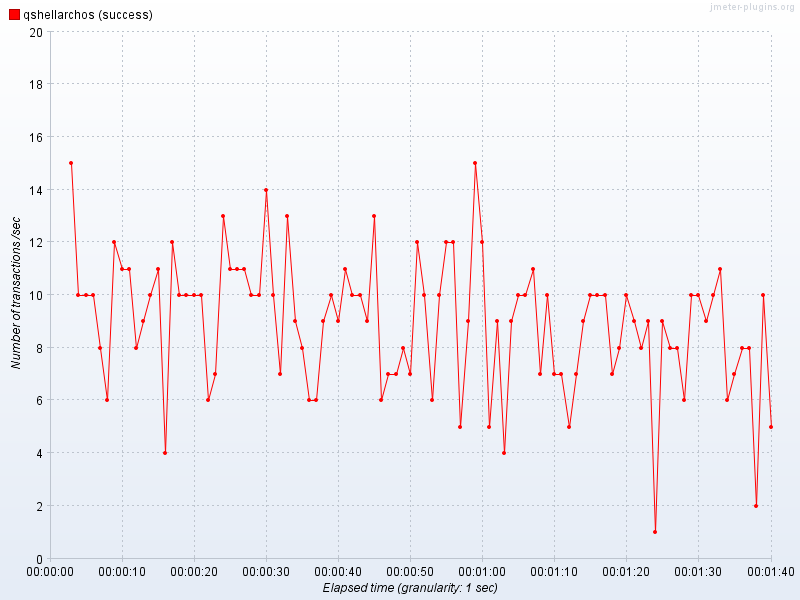 qshellarchos (success)
jmeter-plugins.org
20
18
16
14
12
10
8
6
4
2
0
Number of transactions /sec
00:00:00 00:00:10 00:00:20 00:00:30 00:00:40 00:00:50 00:01:00 00:01:10 00:01:20 00:01:30 00:01:40
Elapsed time (granularity: 1 sec)